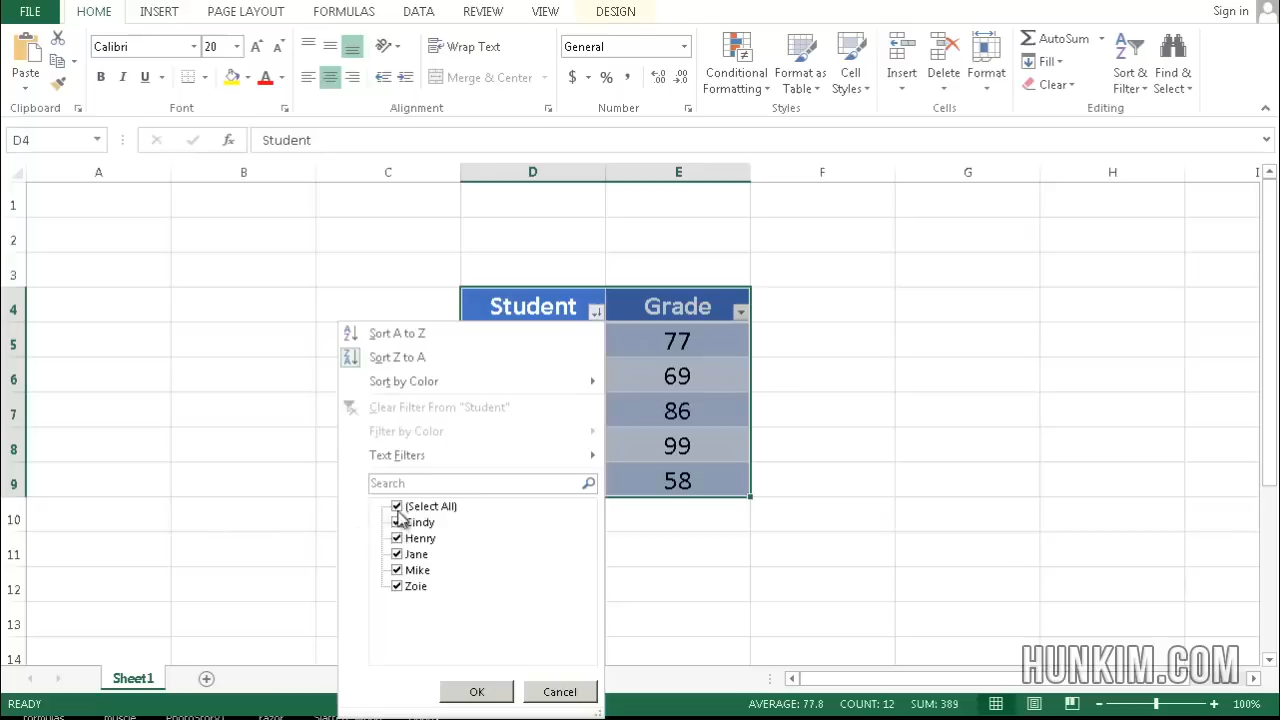 FILE HOME INSERT PAGE LAYOUT FORMULAS DATA REVIEW VIEW DESIGN Sign in
Calibri 20 A A Wrap Text General Conditional Format as Cell Insert Delete Format AutoSum Sort & Find &
Paste B I U A Merge & Center $ % , .00 Formatting Table Styles Fill Filter Select
Clear
Clipboard Font Alignment Number Styles Cells Editing
D4 fx Student
A B C D E F G H I
1
2
3
4 Student Grade
5 77
6 69
7 86
8 99
9 58
10
11
12
13
14
Sort A to Z
Sort Z to A
Sort by Color
Clear Filter From "Student"
Filter by Color
Text Filters
Search
(Select All)
Cindy
Henry
Jane
Mike
Zoie
OK Cancel
HUNKIM.COM
Sheet1
READY AVERAGE: 77.8 COUNT: 12 SUM: 389 100%